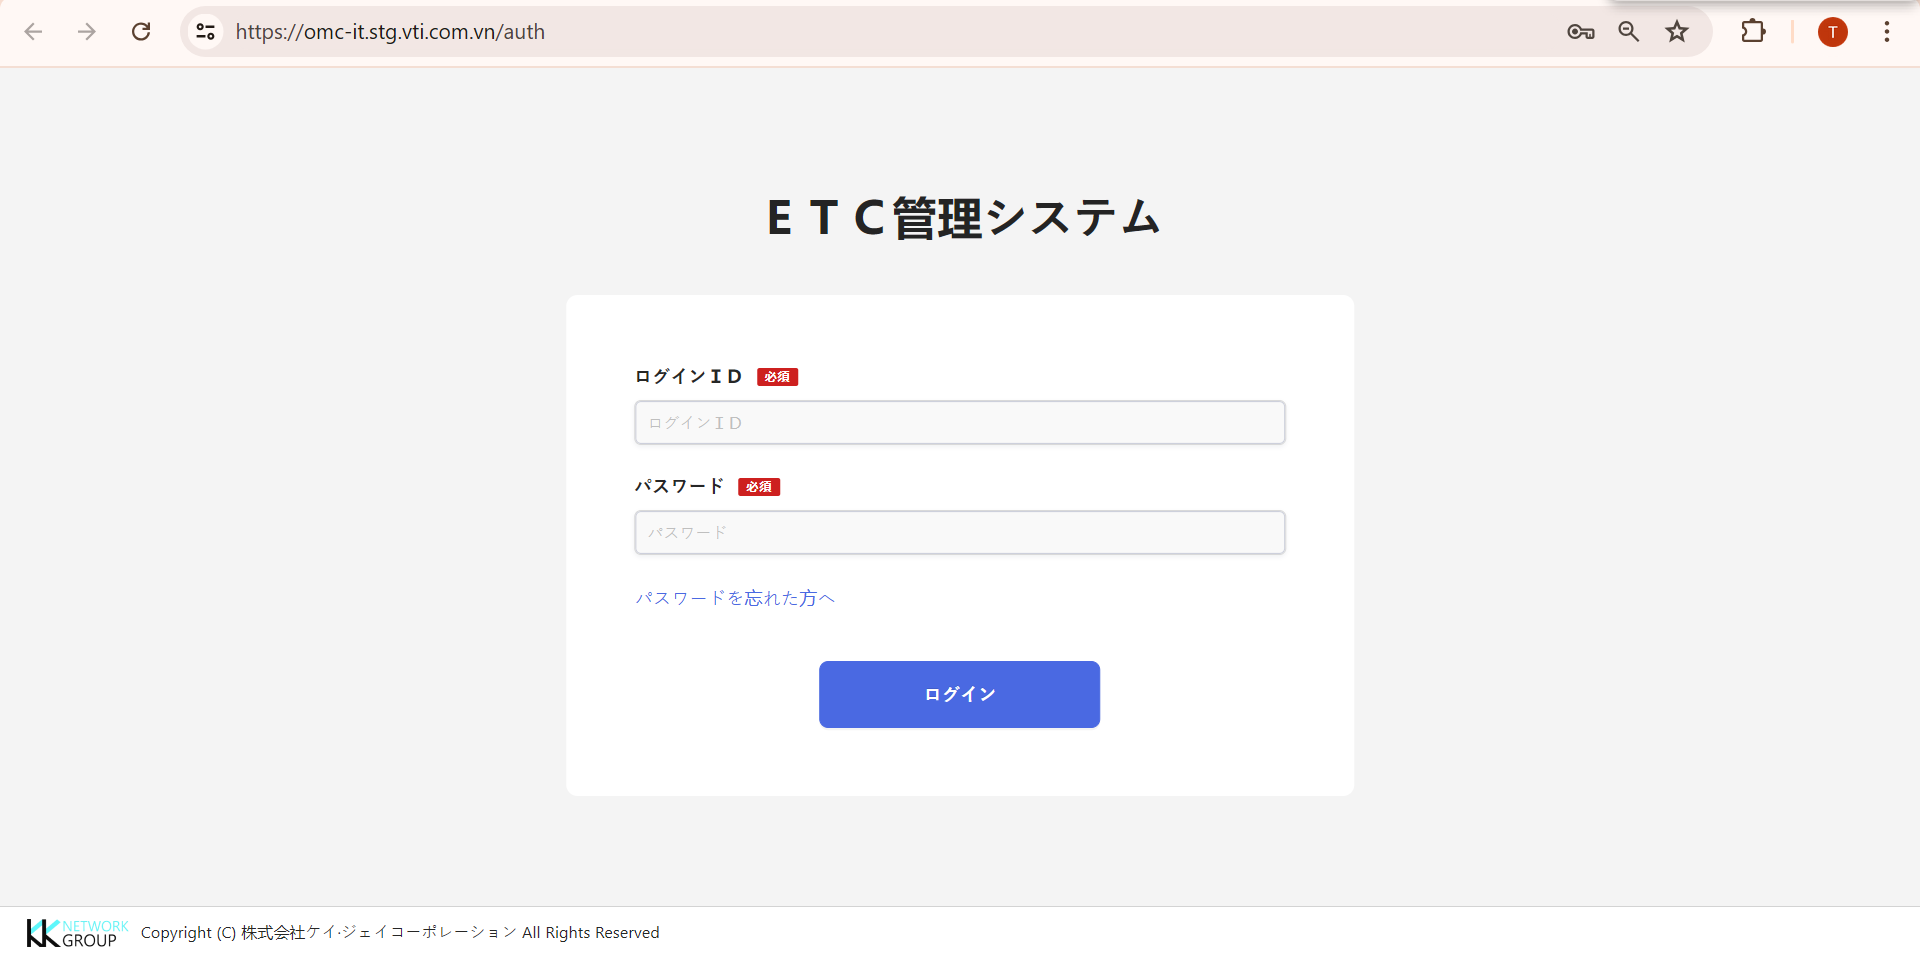 https://omc-it.stg.vti.com.vn/auth
T
ＥＴＣ管理システム
ログインＩＤ 必須
ログインＩＤ
パスワード 必須
パスワード
パスワードを忘れた方へ
ログイン
KK NETWORK GROUP Copyright (C) 株式会社ケイ·ジェイコーポレーション All Rights Reserved